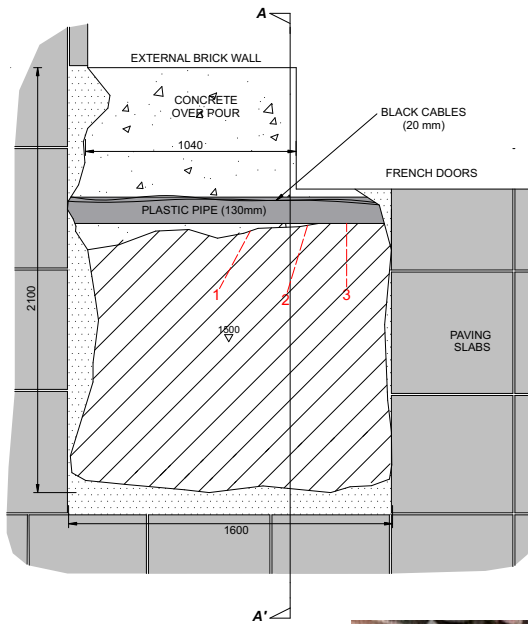 A
EXTERNAL BRICK WALL
CONCRETE
OVER POUR
BLACK CABLES
(20 mm)
1040
FRENCH DOORS
PLASTIC PIPE (130mm)
1
2
3
2100
1500
PAVING
SLABS
1600
A'